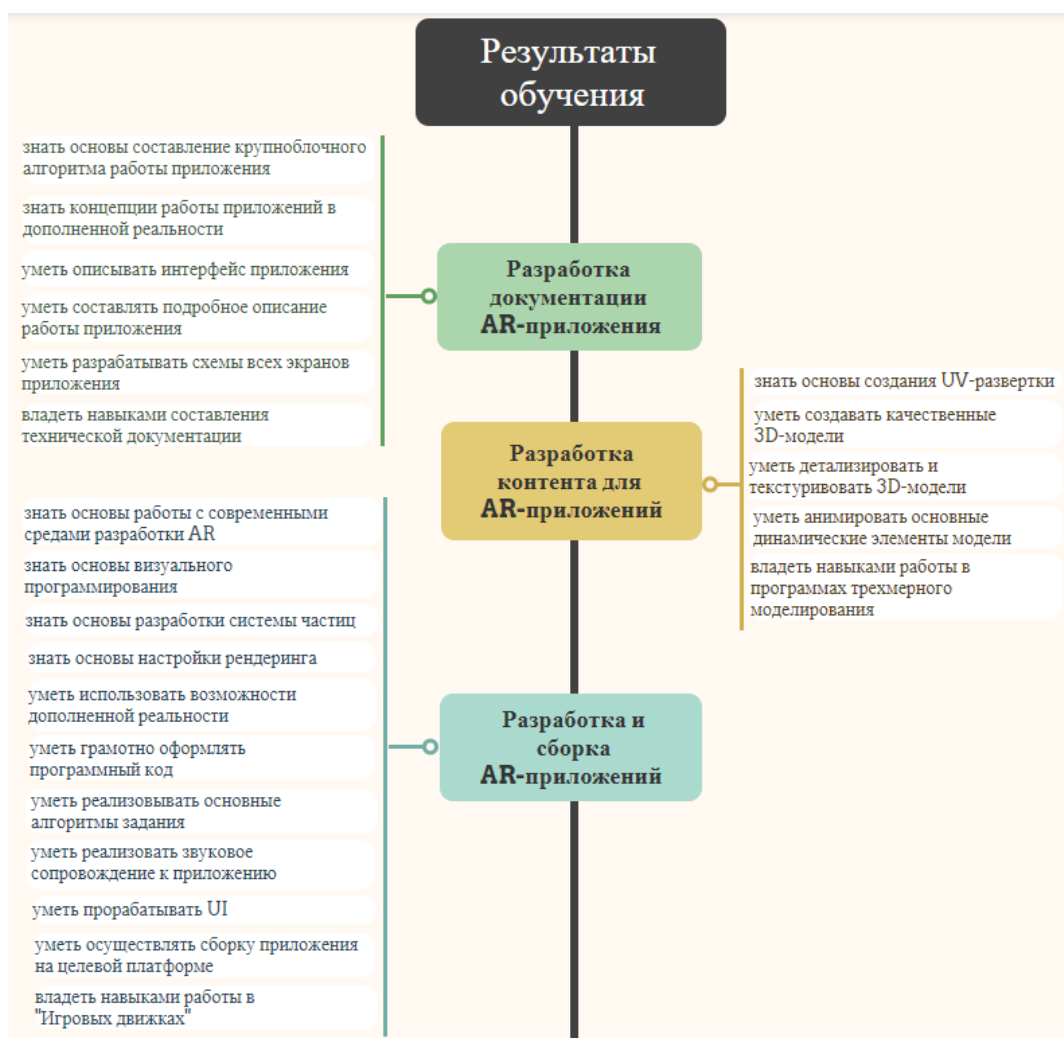 Результаты
обучения
знать основы составление крупноблочного
алгоритма работы приложения
знать концепции работы приложений в
дополненной реальности
уметь описывать интерфейс приложения
уметь составлять подробное описание
работы приложения
уметь разрабатывать схемы всех экранов
приложения
владеть навыками составления
технической документации
Разработка
документации
AR-приложения
знать основы создания UV-развертки
уметь создавать качественные
3D-модели
уметь детализировать и
текстуривовать 3D-модели
уметь анимировать основные
динамические элементы модели
владеть навыками работы в
программах трехмерного
моделирования
Разработка
контента для
AR-приложений
знать основы работы с современными
средами разработки AR
знать основы визуального
программирования
знать основы разработки системы частиц
знать основы настройки рендеринга
уметь использовать возможности
дополненной реальности
уметь грамотно оформлять
программный код
уметь реализовывать основные
алгоритмы задания
уметь реализовать звуковое
сопровождение к приложению
уметь прорабатывать UI
уметь осуществлять сборку приложения
на целевой платформе
владеть навыками работы в
"Игровых движках"
Разработка и
сборка
AR-приложений